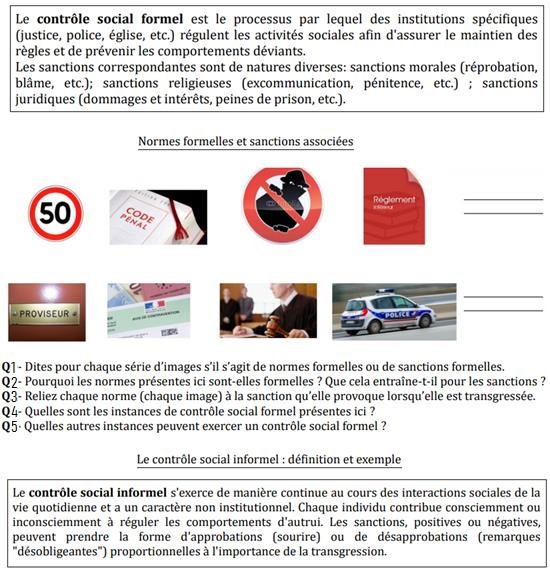 Le contrôle social formel est le processus par lequel des institutions spécifiques
(justice, police, église, etc.) régulent les activités sociales afin d'assurer le maintien des
règles et de prévenir les comportements déviants.
Les sanctions correspondantes sont de natures diverses: sanctions morales (réprobation,
blâme, etc.); sanctions religieuses (excommunication, pénitence, etc.) ; sanctions
juridiques (dommages et intérêts, peines de prison, etc.).
Normes formelles et sanctions associées
50
CODE
PÉNAL
Règlement
intérieur
PROVISEUR
AVIS DE CONTRAVENTION
POLICE
Q1- Dites pour chaque série d'images s'il s'agit de normes formelles ou de sanctions formelles.
Q2- Pourquoi les normes présentes ici sont-elles formelles ? Que cela entraîne-t-il pour les sanctions ?
Q3- Reliez chaque norme (chaque image) à la sanction qu'elle provoque lorsqu'elle est transgressée.
Q4- Quelles sont les instances de contrôle social formel présentes ici ?
Q5- Quelles autres instances peuvent exercer un contrôle social formel ?
Le contrôle social informel : définition et exemple
Le contrôle social informel s'exerce de manière continue au cours des interactions sociales de la
vie quotidienne et a un caractère non institutionnel. Chaque individu contribue consciemment ou
inconsciemment à réguler les comportements d'autrui. Les sanctions, positives ou négatives,
peuvent prendre la forme d'approbations (sourire) ou de désapprobations (remarques
"désobligeantes") proportionnelles à l'importance de la transgression.